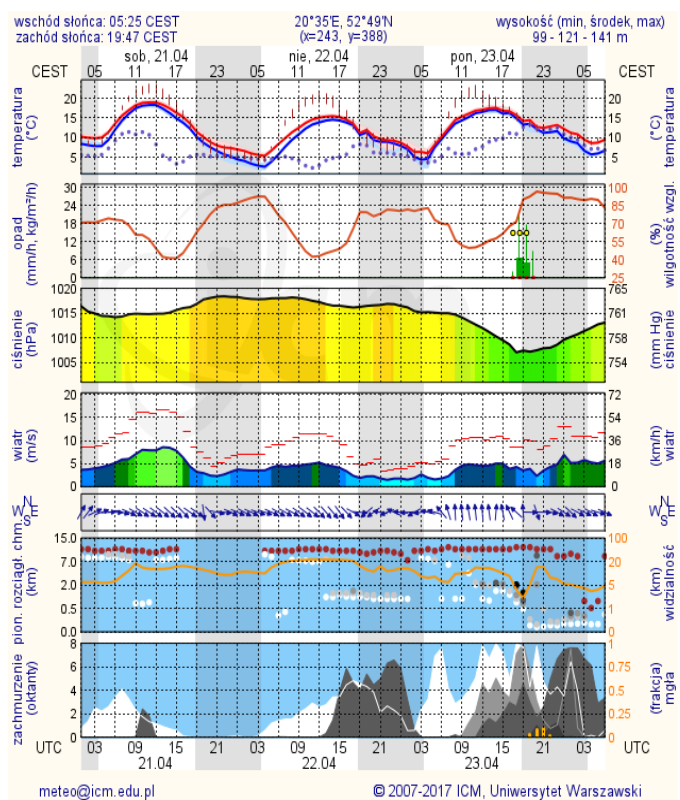 wschód słońca: 05:25 CEST 20°35'E, 52°49'N wysokość (min, środek, max)
zachód słońca: 19:47 CEST (x=243, y=388) 99 - 121 - 141 m
sob, 21.04 nie, 22.04 pon, 23.04
CEST 05 11 17 23 05 11 17 23 05 11 17 23 05 CEST
temperatura (°C) 20 15 10 5 20 15 10 5 (°C) temperatura
opad (mm/h, kg/m²/h) 30 24 18 12 6 0 100 85 70 55 40 25 (%) wilgotność wzgl.
ciśnienie (hPa) 1020 1015 1010 1005 765 761 758 754 (mm Hg) ciśnienie
wiatr (m/s) 20 15 10 5 0 72 54 36 18 0 (km/h) wiatr
N W E S N W E S
pion. rozciągł. chm. (km) 15.0 7.0 2.0 0.5 0.0 100 20 5 1 0 (km) widzialność
zachmurzenie (oktanty) 8 6 4 2 0 1 0.75 0.5 0.25 0 (frakcja) mgła
UTC 03 09 15 21 03 09 15 21 03 09 15 21 03 UTC
21.04 22.04 23.04
meteo@icm.edu.pl © 2007-2017 ICM, Uniwersytet Warszawski